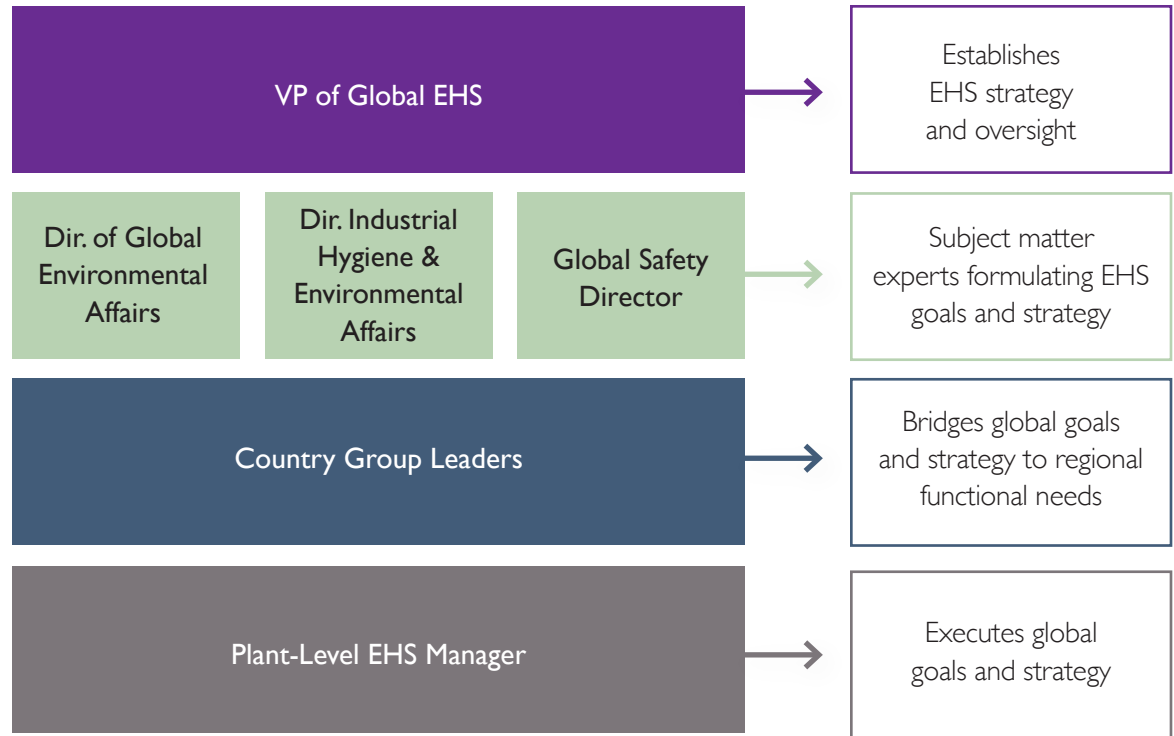 VP of Global EHS
Establishes
EHS strategy
and oversight
Dir. of Global
Environmental
Affairs
Dir. Industrial
Hygiene &
Environmental
Affairs
Global Safety
Director
Subject matter
experts formulating EHS
goals and strategy
Country Group Leaders
Bridges global goals
and strategy to regional
functional needs
Plant-Level EHS Manager
Executes global
goals and strategy